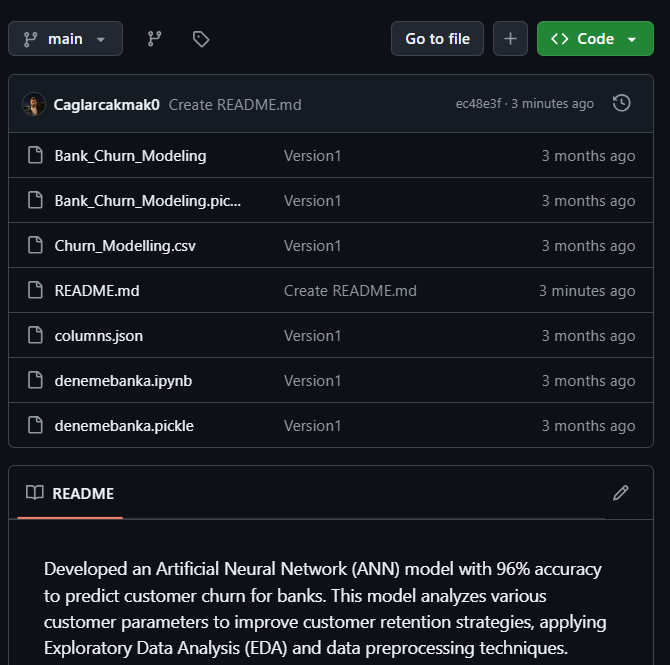 main
Go to file
Code
Caglarcakmak0 Create README.md ec48e3f · 3 minutes ago
Bank_Churn_Modeling Version1 3 months ago
Bank_Churn_Modeling.pic... Version1 3 months ago
Churn_Modelling.csv Version1 3 months ago
README.md Create README.md 3 minutes ago
columns.json Version1 3 months ago
denemebanka.ipynb Version1 3 months ago
denemebanka.pickle Version1 3 months ago
README
Developed an Artificial Neural Network (ANN) model with 96% accuracy
to predict customer churn for banks. This model analyzes various
customer parameters to improve customer retention strategies, applying
Exploratory Data Analysis (EDA) and data preprocessing techniques.